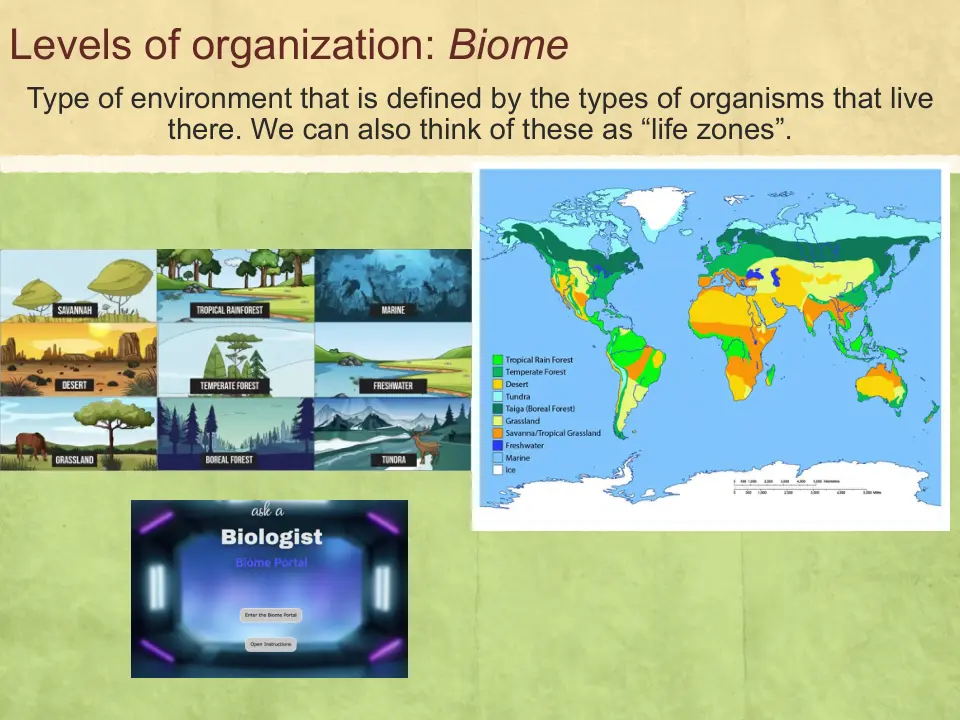 Levels of organization: Biome
Type of environment that is defined by the types of organisms that live
there. We can also think of these as “life zones”.
SAVANNAH
TROPICAL RAINFOREST
MARINE
DESERT
TEMPERATE FOREST
FRESHWATER
GRASSLAND
BOREAL FOREST
TUNDRA
Tropical Rain Forest
Temperate Forest
Desert
Tundra
Taiga (Boreal Forest)
Grassland
Savanna/Tropical Grassland
Freshwater
Marine
Ice
ask a
Biologist
Biome Portal
Enter the Biome Portal
Open Instructions